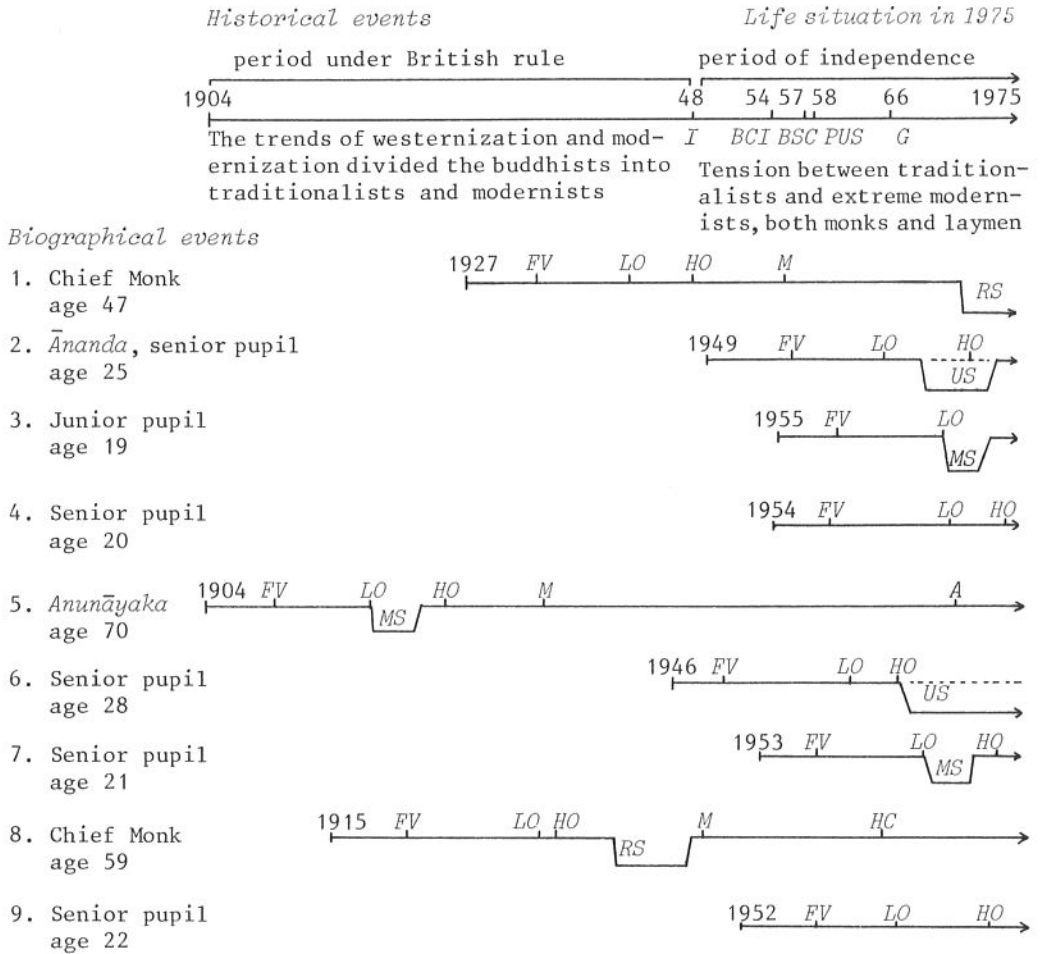 Historical events Life situation in 1975
period under British rule period of independence
1904 48 54 57 58 66 1975
I BCI BSC PUS G
The trends of westernization and mod-
ernization divided the buddhists into
traditionalists and modernists
Tension between tradition-
alists and extreme modern-
ists, both monks and laymen
Biographical events
1927 FV LO HO M RS
1. Chief Monk
age 47
1949 FV LO HO US
2. Ānanda, senior pupil
age 25
1955 FV LO MS
3. Junior pupil
age 19
1954 FV LO HO
4. Senior pupil
age 20
1904 FV LO MS HO M A
5. Anunāyaka
age 70
1946 FV LO HO US
6. Senior pupil
age 28
1953 FV LO MS HO
7. Senior pupil
age 21
1915 FV LO HO RS M HC
8. Chief Monk
age 59
1952 FV LO HO
9. Senior pupil
age 22